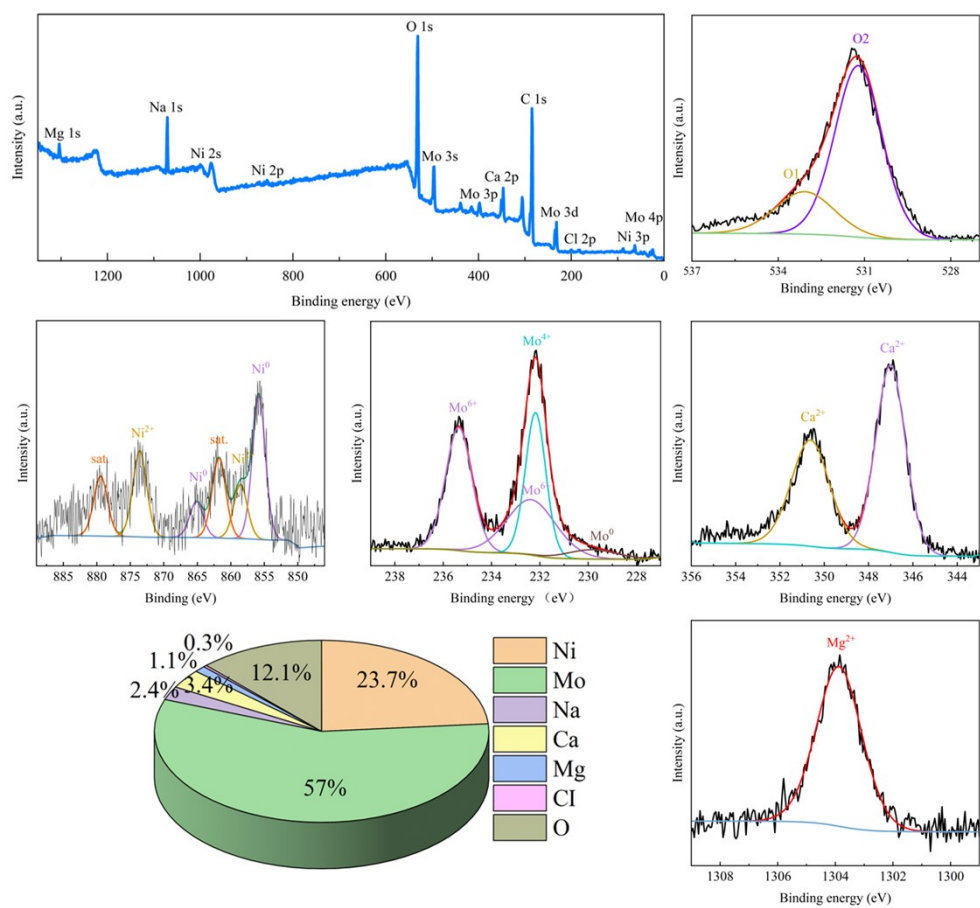 O 1s
C 1s
Na 1s
Mg 1s
Ni 2s
Ni 2p
Mo 3s
Mo 3p
Ca 2p
Mo 3d
Cl 2p
Mo 4p
Ni 3p
Intensity (a.u.)
1200 1000 800 600 400 200 0
Binding energy (eV)
O2
O1
Intensity (a.u.)
537 534 531 528
Binding energy (eV)
Ni⁰
Ni²⁺
sat.
sat.
Ni⁰
Intensity (a.u.)
885 880 875 870 865 860 855 850
Binding (eV)
Mo⁴⁺
Mo⁶⁺
Mo⁶
Mo⁰
Intensity (a.u.)
238 236 234 232 230 228
Binding energy （eV）
Ca²⁺
Ca²⁺
Intensity (a.u.)
356 354 352 350 348 346 344
Binding energy (eV)
0.3%
1.1%
2.4%
3.4%
12.1%
23.7%
57%
Ni
Mo
Na
Ca
Mg
CI
O
Mg²⁺
Intensity (a.u.)
1308 1306 1304 1302 1300
Binding energy (eV)